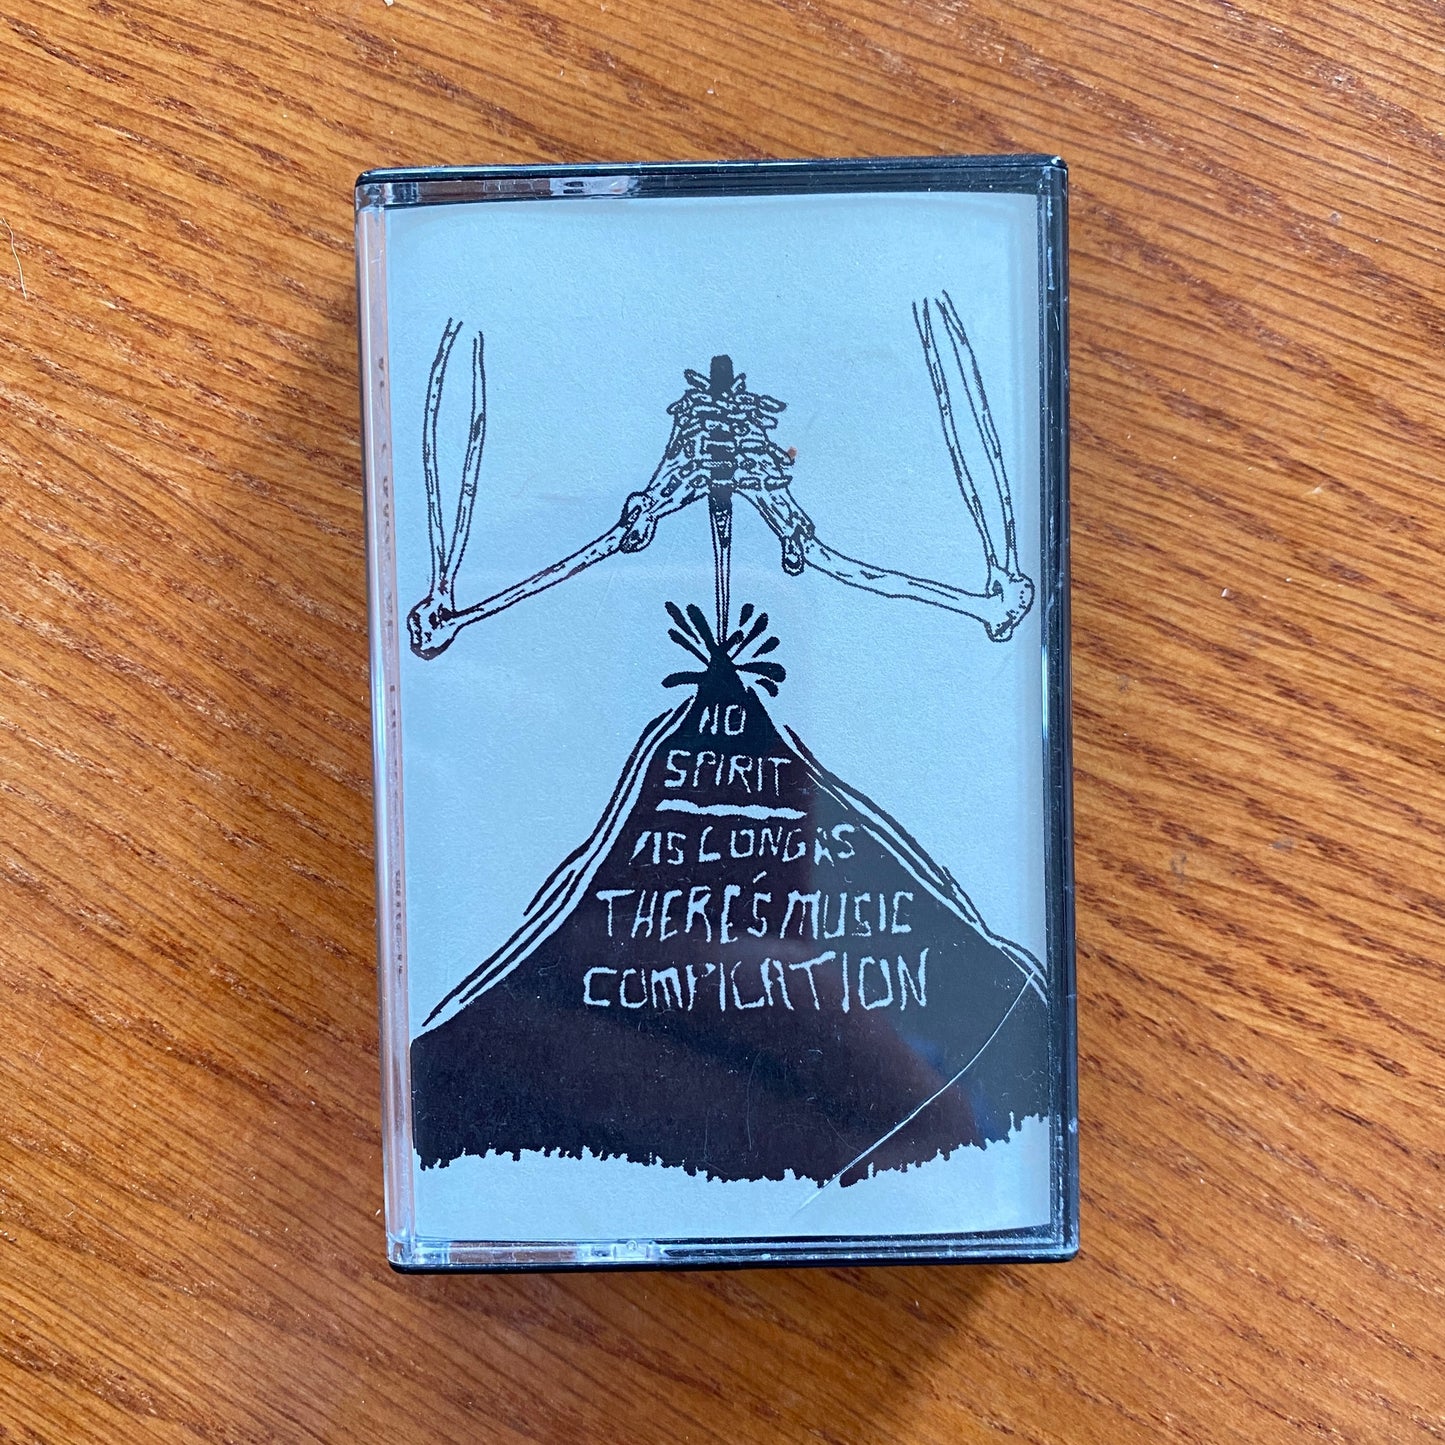 NO
SPIRIT
AS LONG AS
THERE'S MUSIC
COMPILATION